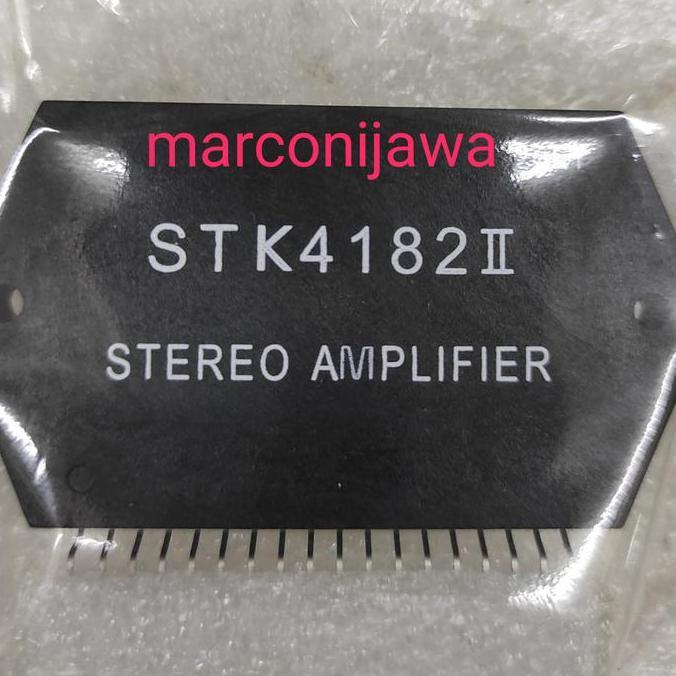 marconijawa
STK4182II
STEREO AMPLIFIER